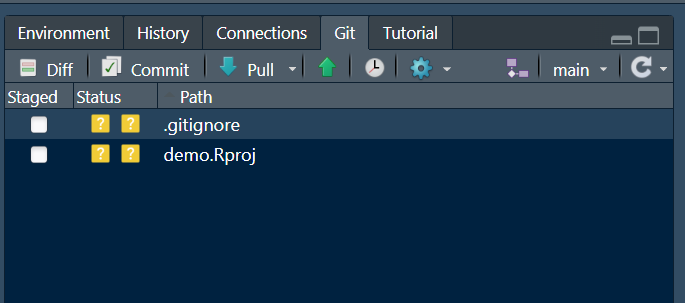 Environment History Connections Git Tutorial
Diff Commit Pull main
Staged Status Path
? ? .gitignore
? ? demo.Rproj